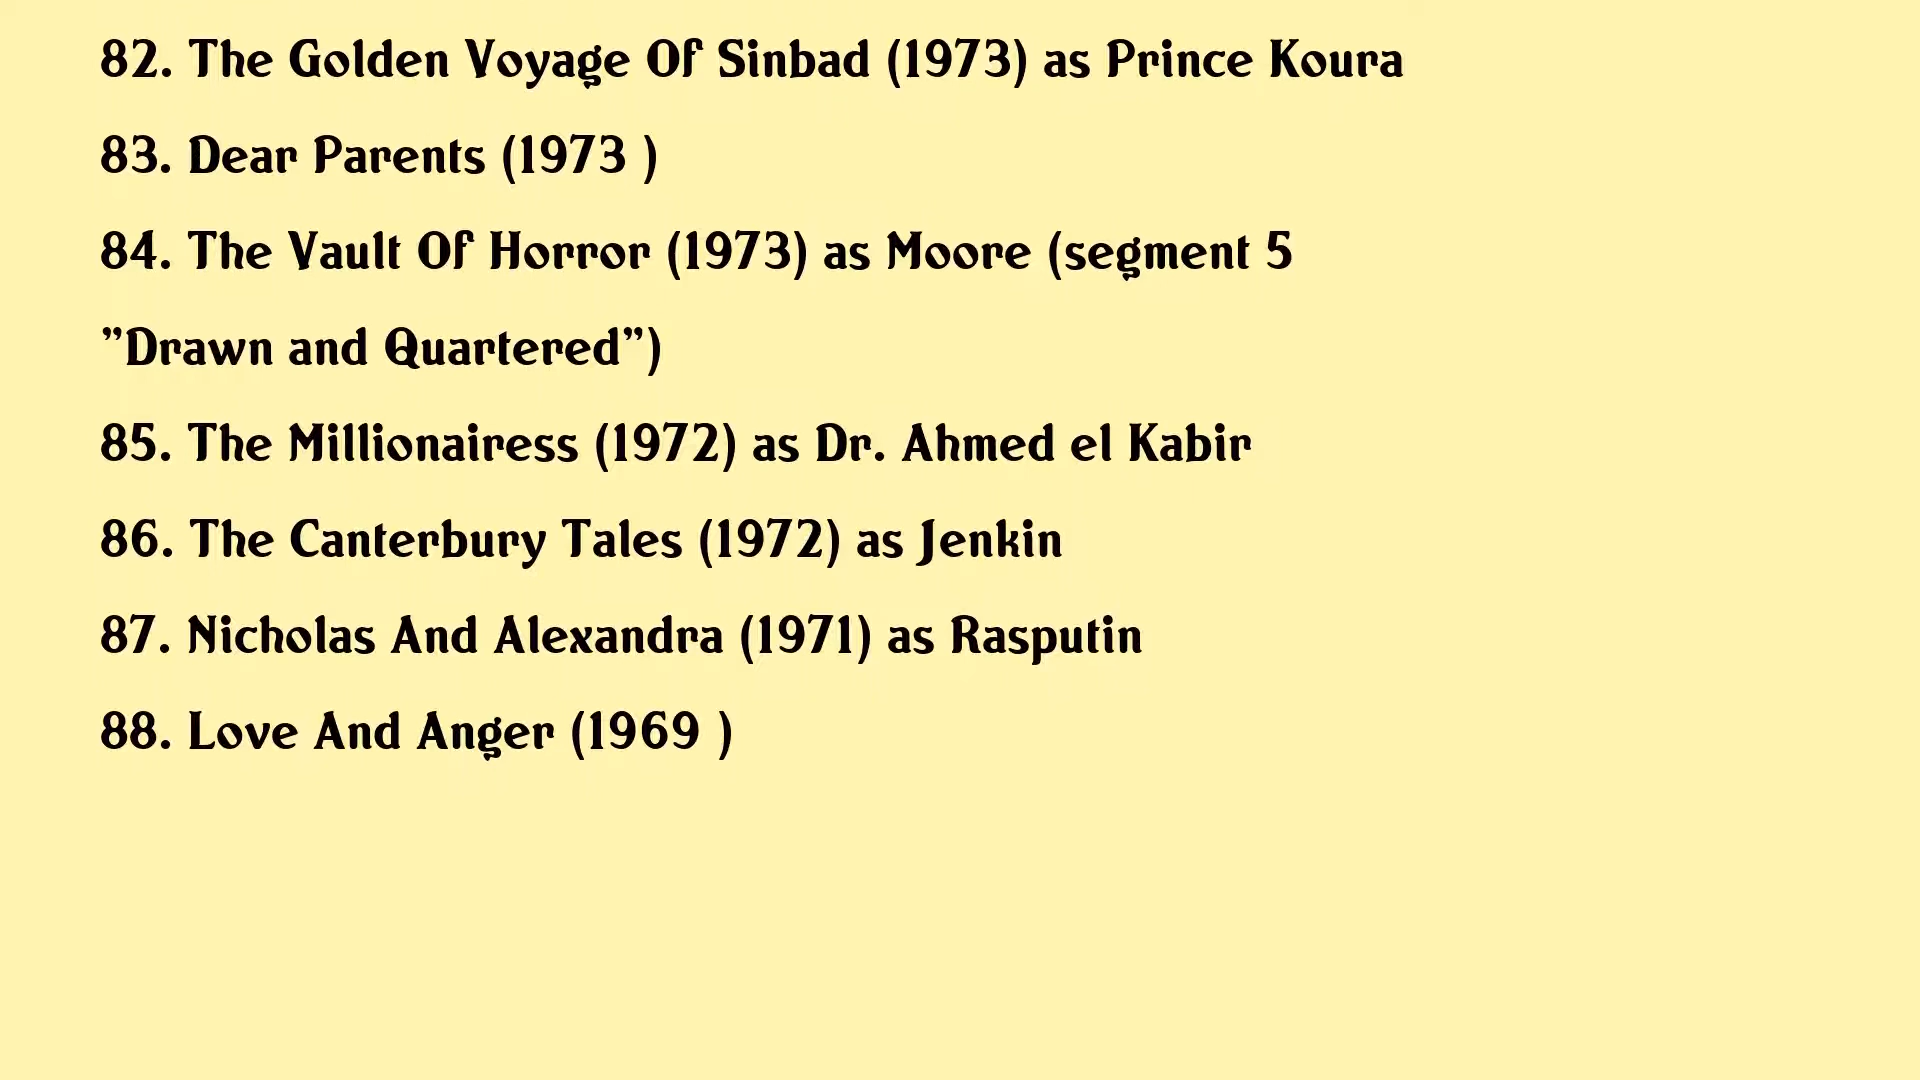 82. The Golden Voyage Of Sinbad (1973) as Prince Koura
83. Dear Parents (1973 )
84. The Vault Of Horror (1973) as Moore (segment 5
”Drawn and Quartered”)
85. The Millionairess (1972) as Dr. Ahmed el Kabir
86. The Canterbury Tales (1972) as Jenkin
87. Nicholas And Alexandra (1971) as Rasputin
88. Love And Anger (1969 )